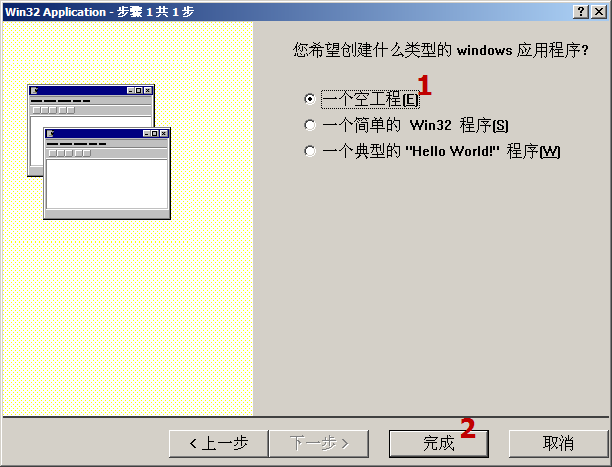 Win32 Application - 步骤 1 共 1 步
您希望创建什么类型的 windows 应用程序?
1
一个空工程(E)
一个简单的 Win32 程序(S)
一个典型的 "Hello World!" 程序(W)
2
< 上一步 下一步 > 完成 取消